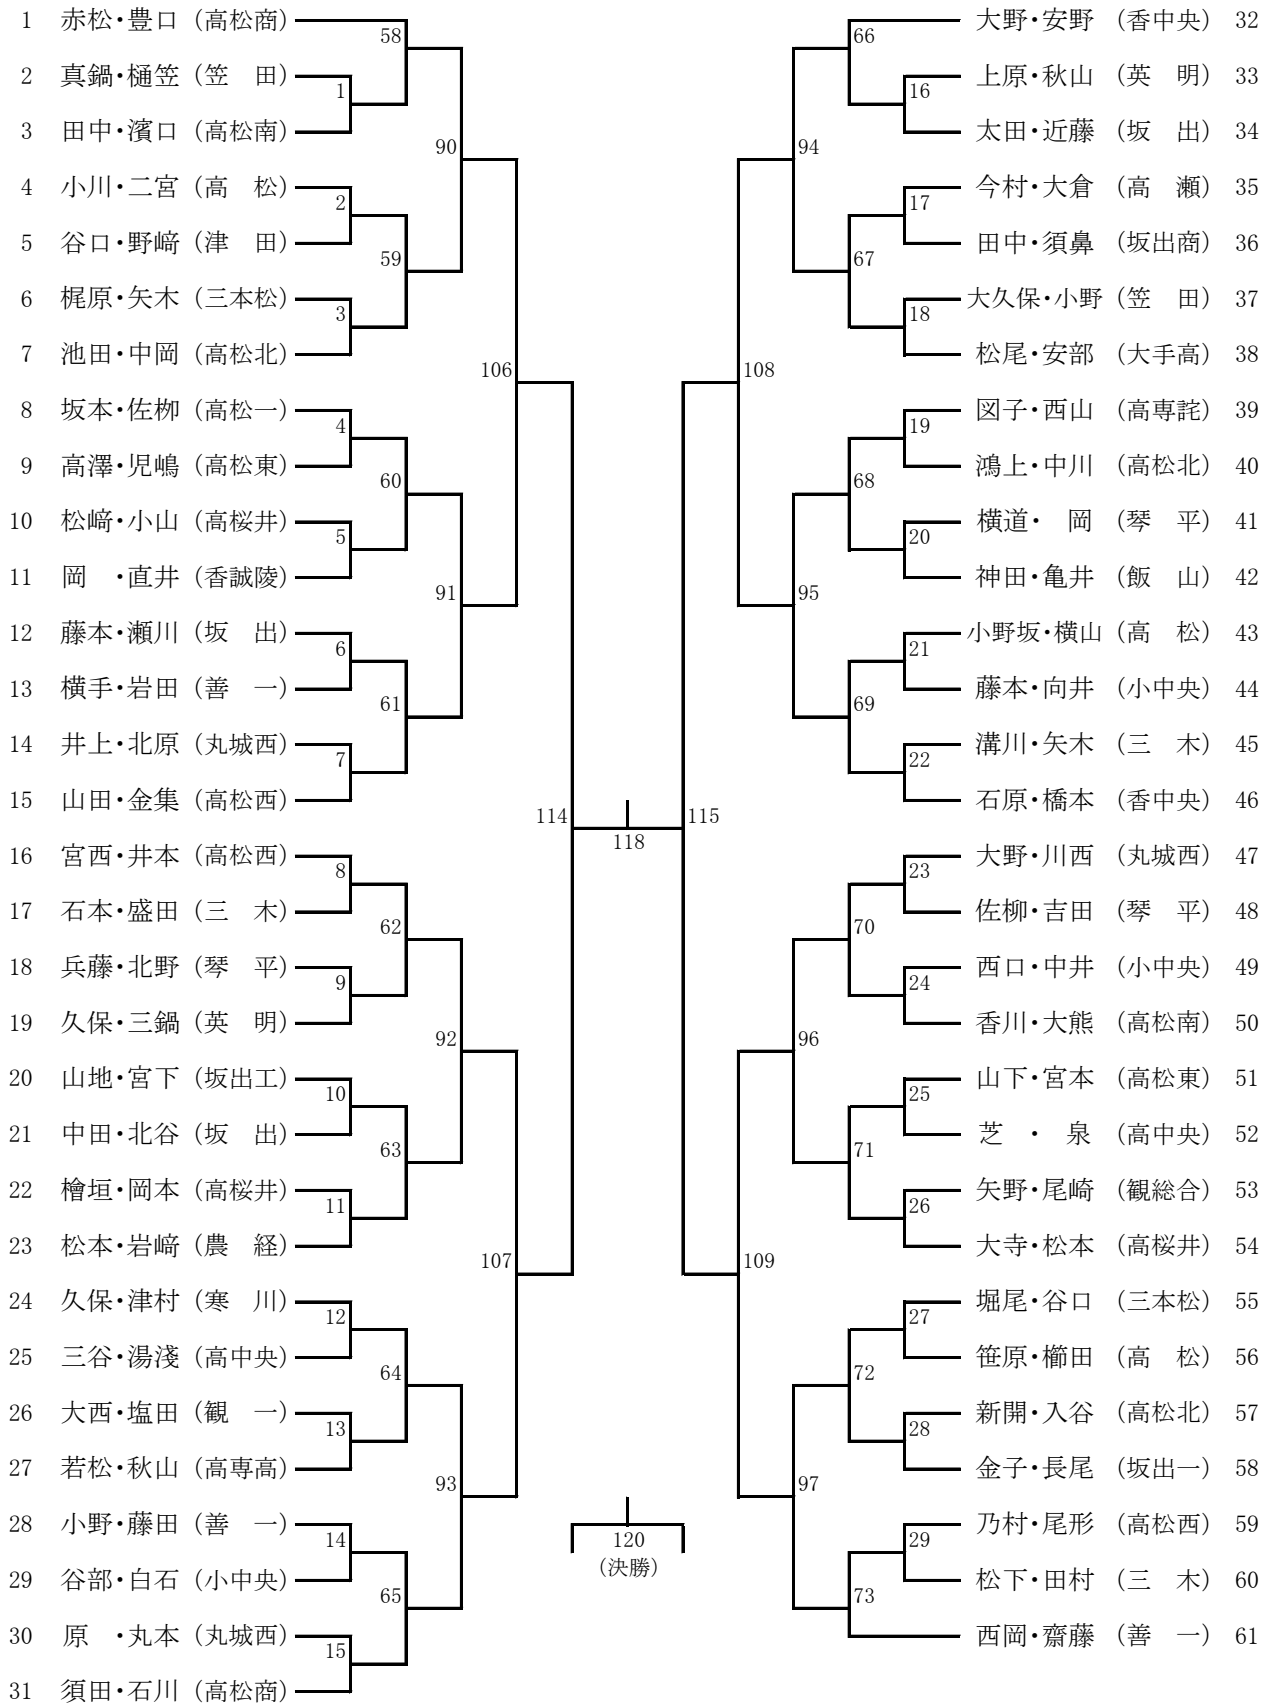 1 赤松・豊口 (高松商)
2 真鍋・樋笠 (笠　田)
3 田中・濱口 (高松南)
4 小川・二宮 (高　松)
5 谷口・野﨑 (津　田)
6 梶原・矢木 (三本松)
7 池田・中岡 (高松北)
8 坂本・佐栁 (高松一)
9 高澤・児嶋 (高松東)
10 松﨑・小山 (高桜井)
11 岡　・直井 (香誠陵)
12 藤本・瀬川 (坂　出)
13 横手・岩田 (善　一)
14 井上・北原 (丸城西)
15 山田・金集 (高松西)
16 宮西・井本 (高松西)
17 石本・盛田 (三　木)
18 兵藤・北野 (琴　平)
19 久保・三鍋 (英　明)
20 山地・宮下 (坂出工)
21 中田・北谷 (坂　出)
22 檜垣・岡本 (高桜井)
23 松本・岩﨑 (農　経)
24 久保・津村 (寒　川)
25 三谷・湯淺 (高中央)
26 大西・塩田 (観　一)
27 若松・秋山 (高専高)
28 小野・藤田 (善　一)
29 谷部・白石 (小中央)
30 原　・丸本 (丸城西)
31 須田・石川 (高松商)
1
2
3
4
5
6
7
8
9
10
11
12
13
14
15
58
59
60
61
62
63
64
65
90
91
92
93
106
107
114
118
120
(決勝)
115
108
109
94
95
96
97
66
67
68
69
70
71
72
73
16
17
18
19
20
21
22
23
24
25
26
27
28
29
大野・安野 (香中央) 32
上原・秋山 (英　明) 33
太田・近藤 (坂　出) 34
今村・大倉 (高　瀬) 35
田中・須鼻 (坂出商) 36
大久保・小野 (笠　田) 37
松尾・安部 (大手高) 38
図子・西山 (高専詫) 39
鴻上・中川 (高松北) 40
横道・　岡 (琴　平) 41
神田・亀井 (飯　山) 42
小野坂・横山 (高　松) 43
藤本・向井 (小中央) 44
溝川・矢木 (三　木) 45
石原・橋本 (香中央) 46
大野・川西 (丸城西) 47
佐柳・吉田 (琴　平) 48
西口・中井 (小中央) 49
香川・大熊 (高松南) 50
山下・宮本 (高松東) 51
芝　・　泉 (高中央) 52
矢野・尾崎 (観総合) 53
大寺・松本 (高桜井) 54
堀尾・谷口 (三本松) 55
笹原・櫛田 (高　松) 56
新開・入谷 (高松北) 57
金子・長尾 (坂出一) 58
乃村・尾形 (高松西) 59
松下・田村 (三　木) 60
西岡・齋藤 (善　一) 61